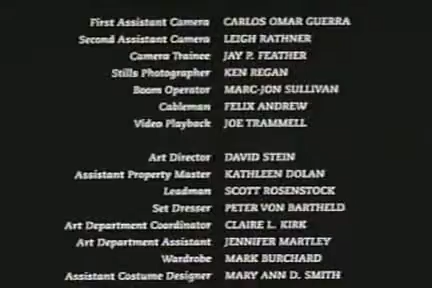 First Assistant Camera CARLOS OMAR GUERRA
Second Assistant Camera LEIGH RATHNER
Camera Trainee JAY P. FEATHER
Stills Photographer KEN REGAN
Boom Operator MARC-JON SULLIVAN
Cableman FELIX ANDREW
Video Playback JOE TRAMMELL
Art Director DAVID STEIN
Assistant Property Master KATHLEEN DOLAN
Leadman SCOTT ROSENSTOCK
Set Dresser PETER VON BARTHELD
Art Department Coordinator CLAIRE L. KIRK
Art Department Assistant JENNIFER MARTLEY
Wardrobe MARK BURCHARD
Assistant Costume Designer MARY ANN D. SMITH